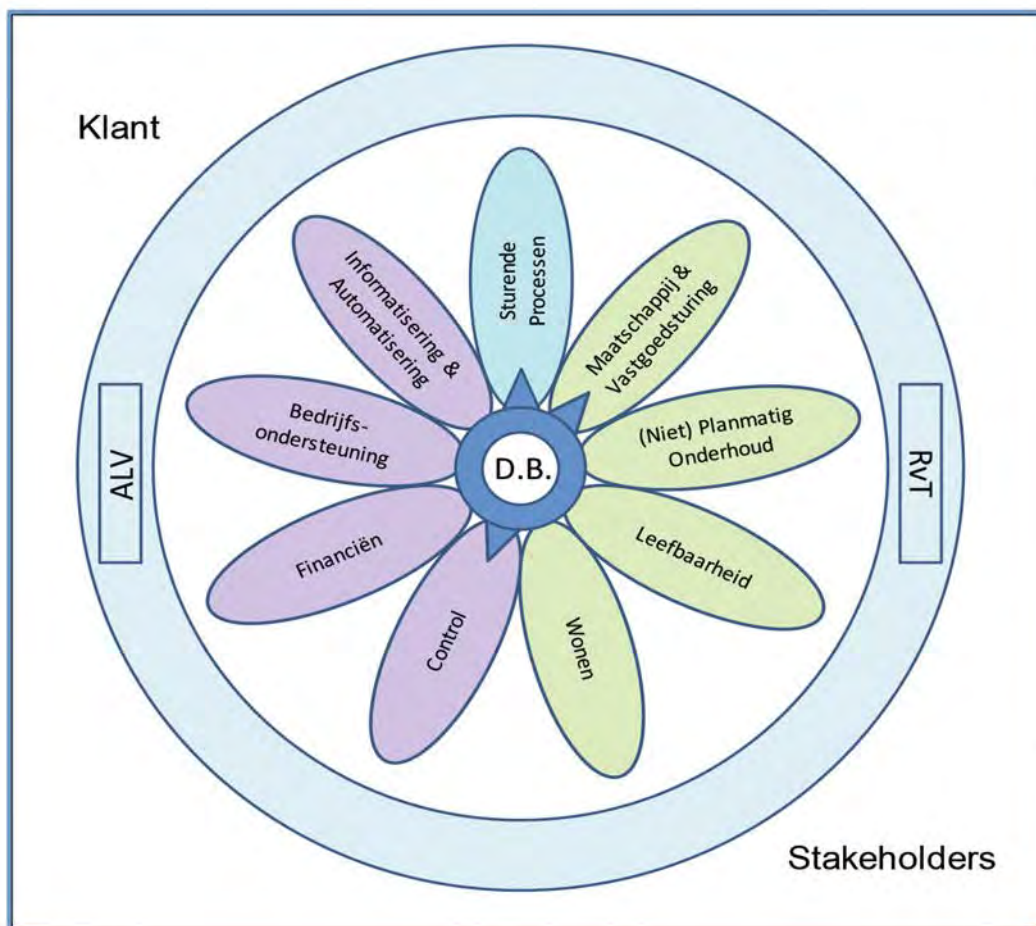 Klant
Sturende
Processen
Maatschappij &
Vastgoedsturing
(Niet) Planmatig
Onderhoud
Leefbaarheid
Wonen
Control
Financiën
Bedrijfs-
ondersteuning
Informatisering &
Automatisering
D.B.
ALV
RvT
Stakeholders